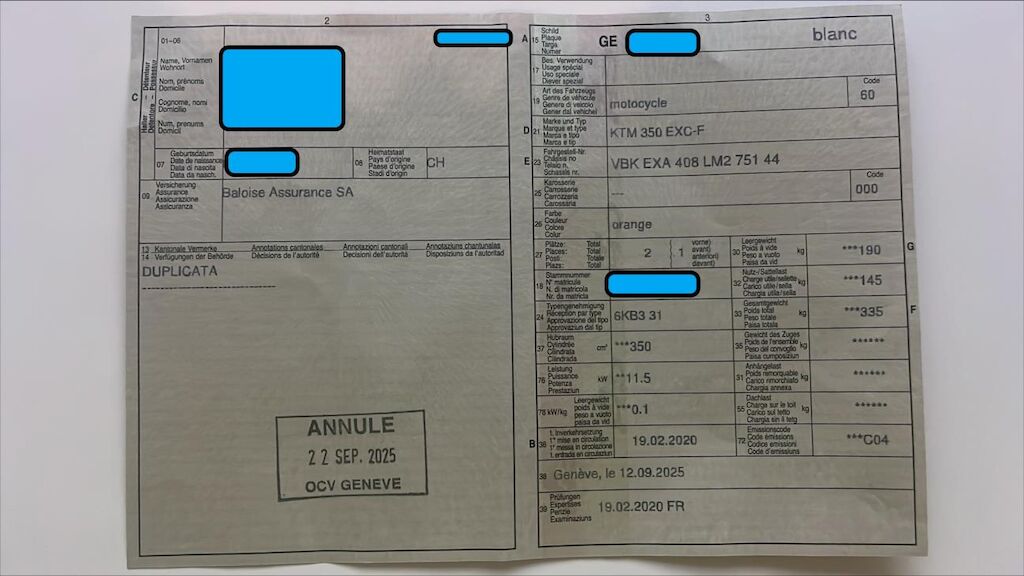 2
01-06
Détenteur
Possesseur
Halter
Detentore
C
Name, Vornamen
Wohnort
Nom, prénoms
Domicile
Cognome, nomi
Domicilio
Num, prenums
Domicil
07
Geburtsdatum
Date de naissance
Data di nascita
Data da nasch.
08
Heimatstaat
Pays d'origine
Paese d'origine
Stadi d'origin
CH
09
Versicherung
Assurance
Assicurazione
Assicuranza
Baloise Assurance SA
13 Kantonale Vermerke Annotations cantonales Annotazioni cantonali Annotaziuns chantunalas
14 Verfügungen der Behörde Décisions de l'autorité Decisioni dell'autorità Disposiziuns de l'autoritad
DUPLICATA
ANNULE
22 SEP. 2025
OCV GENEVE
3
A 15
Schild
Plaque
Targa
Numer
GE
blanc
17
Bes. Verwendung
Usage spécial
Uso speciale
Diever spezial
19
Art des Fahrzeugs
Genre de véhicule
Genere di veicolo
Gener dal vehichel
motocycle
Code
60
D 21
Marke und Typ
Marque et type
Marca e tipo
Marca e tip
KTM 350 EXC-F
E 23
Fahrgestell-Nr.
Châssis no
Telaio n.
Schassis nr.
VBK EXA 408 LM2 751 44
25
Karosserie
Carrosserie
Carrozzeria
Carossaria
---
Code
000
26
Farbe
Couleur
Colore
Colur
orange
27
Plätze: Total
Places: Total
Posti: Totale
Plazs: Total
2
( 1
vorne)
avant)
anteriori)
davant)
30
Leergewicht
Poids à vide
Peso a vuoto
Paisa da vid
kg
***190
G
18
Stammnummer
N° matricule
N. di matricola
Nr. da matricla
32
Nutz-/Sattellast
Charge utile/sellette
Carico utile/sella
Chargia utila/sella
kg
***145
24
Typengenehmigung
Réception par type
Approvazione del tipo
Approvaziun dal tip
6KB3 31
33
Gesamtgewicht
Poids total
Peso totale
Paisa totala
kg
***335
F
37
Hubraum
Cylindrée
Cilindrata
Cilindrada
cm³
***350
35
Gewicht des Zuges
Poids de l'ensemble
Peso del convoglio
Paisa cumposiziun
kg
******
76
Leistung
Puissance
Potenza
Prestaziun
kW
**11.5
31
Anhängelast
Poids remorquable
Carico rimorchiato
Chargia annexa
kg
******
78 kW/kg
Leergewicht
poids à vide
peso a vuoto
paisa da vid
***0.1
55
Dachlast
Charge sur le toit
Carico sul tetto
Chargia sin il tetg
kg
******
B 36
1. Inverkehrsetzung
1re mise en circulation
1a messa in circolazione
1. entrada en circulaziun
19.02.2020
72
Emissionscode
Code émissions
Codice emissioni
Code d'emissiuns
***C04
38 Genève, le 12.09.2025
39
Prüfungen
Expertises
Perizie
Examinaziuns
19.02.2020 FR